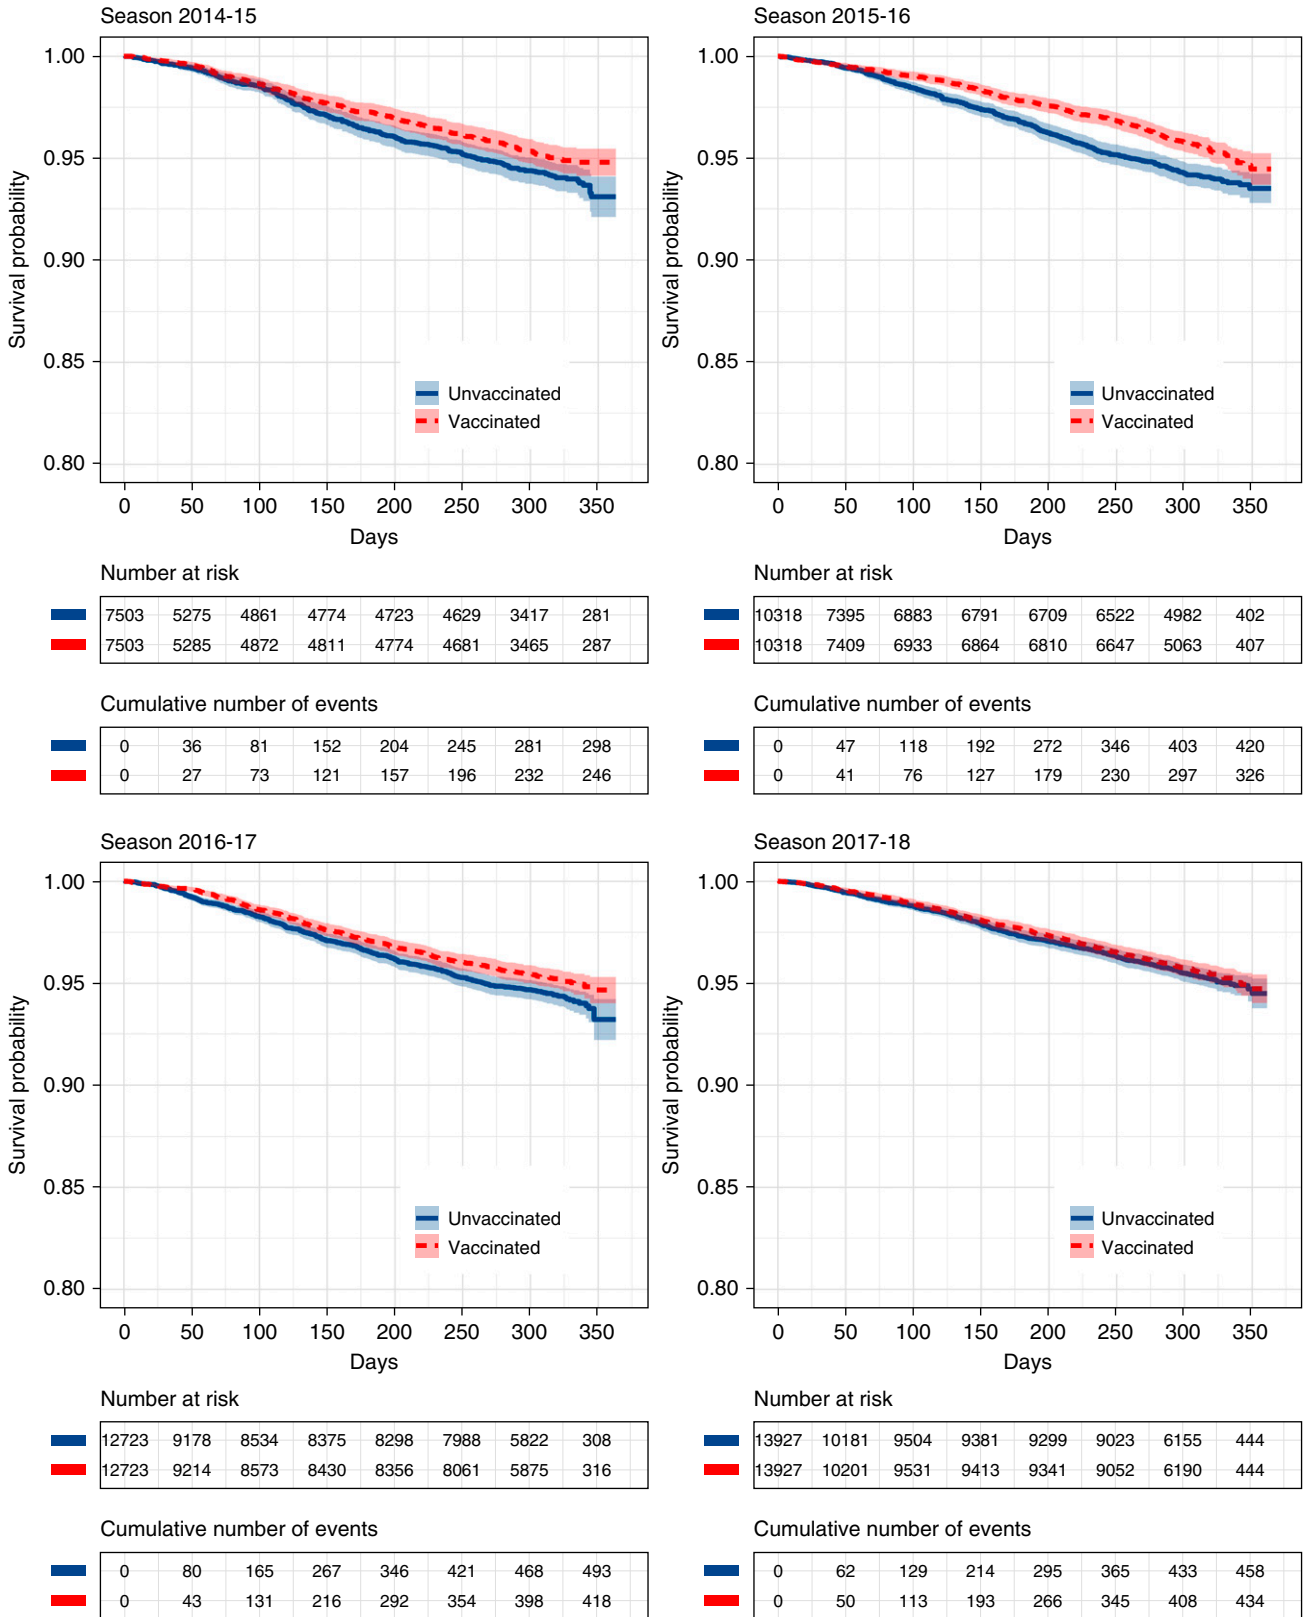 Season 2014-15
Survival probability
1.00
0.95
0.90
0.85
0.80
Unvaccinated
Vaccinated
0 50 100 150 200 250 300 350
Days
Number at risk
7503 5275 4861 4774 4723 4629 3417 281
7503 5285 4872 4811 4774 4681 3465 287
Cumulative number of events
0 36 81 152 204 245 281 298
0 27 73 121 157 196 232 246
Season 2015-16
Survival probability
1.00
0.95
0.90
0.85
0.80
Unvaccinated
Vaccinated
0 50 100 150 200 250 300 350
Days
Number at risk
10318 7395 6883 6791 6709 6522 4982 402
10318 7409 6933 6864 6810 6647 5063 407
Cumulative number of events
0 47 118 192 272 346 403 420
0 41 76 127 179 230 297 326
Season 2016-17
Survival probability
1.00
0.95
0.90
0.85
0.80
Unvaccinated
Vaccinated
0 50 100 150 200 250 300 350
Days
Number at risk
12723 9178 8534 8375 8298 7988 5822 308
12723 9214 8573 8430 8356 8061 5875 316
Cumulative number of events
0 80 165 267 346 421 468 493
0 43 131 216 292 354 398 418
Season 2017-18
Survival probability
1.00
0.95
0.90
0.85
0.80
Unvaccinated
Vaccinated
0 50 100 150 200 250 300 350
Days
Number at risk
13927 10181 9504 9381 9299 9023 6155 444
13927 10201 9531 9413 9341 9052 6190 444
Cumulative number of events
0 62 129 214 295 365 433 458
0 50 113 193 266 345 408 434